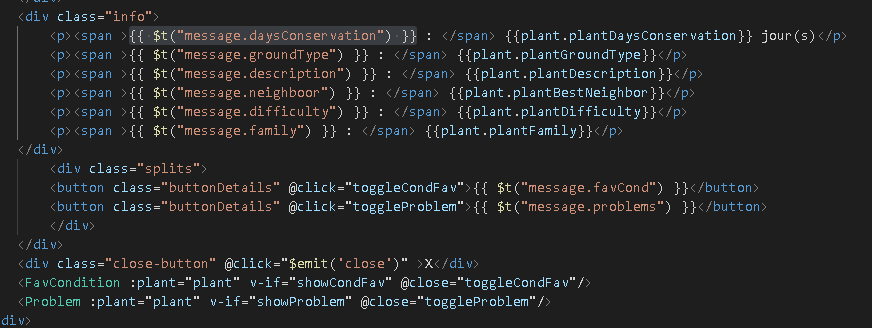 </div>
<div class="info">
<p><span >{{ $t("message.daysConservation") }} : </span> {{plant.plantDaysConservation}} jour(s)</p>
<p><span >{{ $t("message.groundType") }} : </span> {{plant.plantGroundType}}</p>
<p><span >{{ $t("message.description") }} : </span> {{plant.plantDescription}}</p>
<p><span >{{ $t("message.neighboor") }} : </span> {{plant.plantBestNeighbor}}</p>
<p><span >{{ $t("message.difficulty") }} : </span> {{plant.plantDifficulty}}</p>
<p><span >{{ $t("message.family") }} : </span> {{plant.plantFamily}}</p>
</div>
<div class="splits">
<button class="buttonDetails" @click="toggleCondFav">{{ $t("message.favCond") }}</button>
<button class="buttonDetails" @click="toggleProblem">{{ $t("message.problems") }}</button>
</div>
</div>
<div class="close-button" @click="$emit('close')" >X</div>
<FavCondition :plant="plant" v-if="showCondFav" @close="toggleCondFav"/>
<Problem :plant="plant" v-if="showProblem" @close="toggleProblem"/>
div>